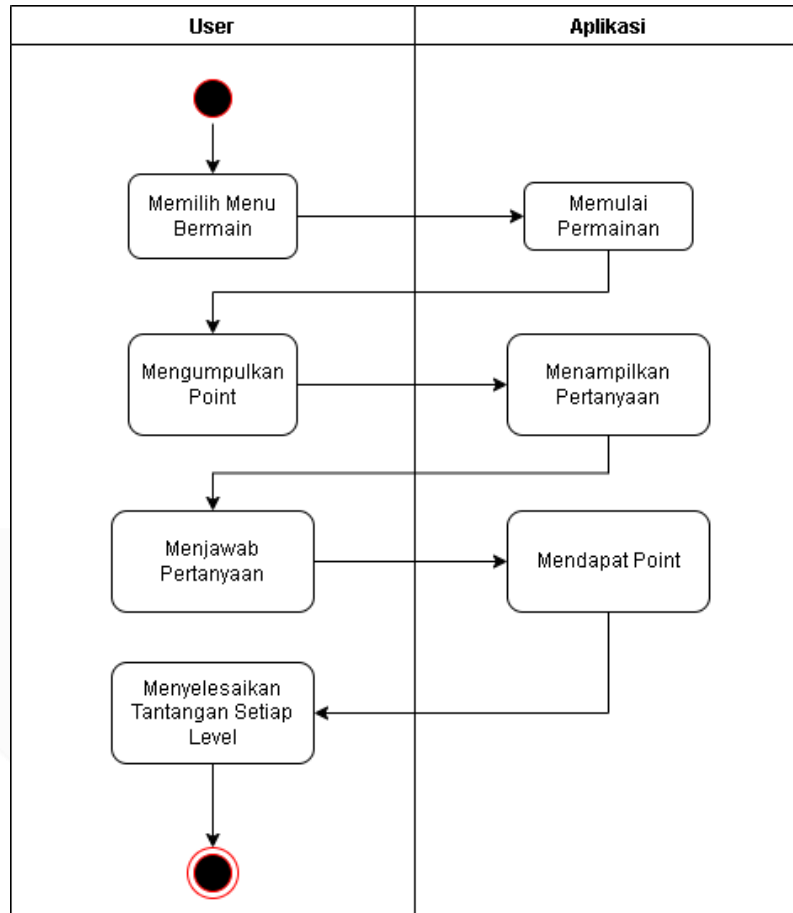 User
Aplikasi
Memilih Menu
Bermain
Memulai
Permainan
Mengumpulkan
Point
Menampilkan
Pertanyaan
Menjawab
Pertanyaan
Mendapat Point
Menyelesaikan
Tantangan Setiap
Level